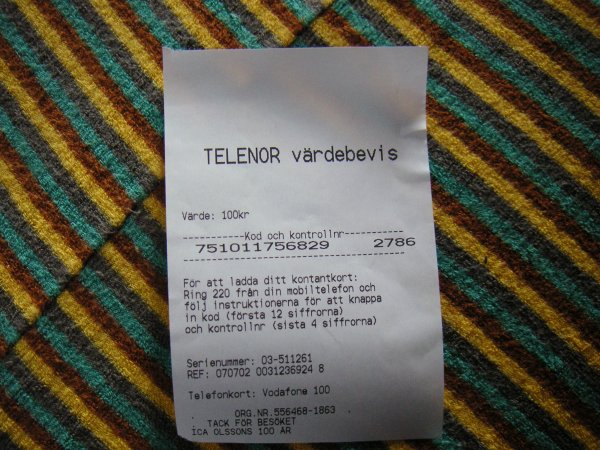 TELENOR värdebevis
Värde: 100kr
-----------Kod och kontrollnr-----------
751011756829 2786
----------------------------------------
För att ladda ditt kontantkort:
Ring 220 från din mobiltelefon och
följ instruktionerna för att knappa
in kod (första 12 siffrorna)
och kontrollnr (sista 4 siffrorna)
Serienummer: 03-511261
REF: 070702 0031236924 8
Telefonkort: Vodafone 100
ORG.NR.556468-1863
TACK FÖR BESÖKET
ICA OLSSONS 100 ÅR